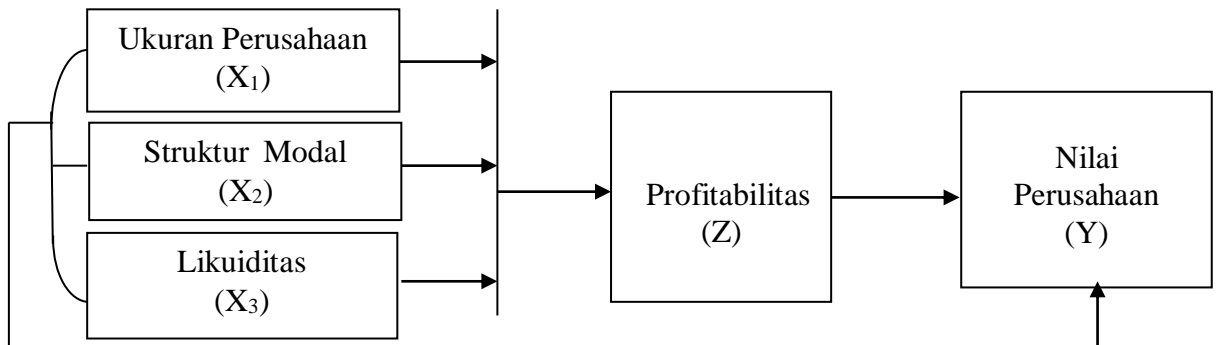 Ukuran Perusahaan
(X₁)
Struktur Modal
(X₂)
Likuiditas
(X₃)
Profitabilitas
(Z)
Nilai
Perusahaan
(Y)